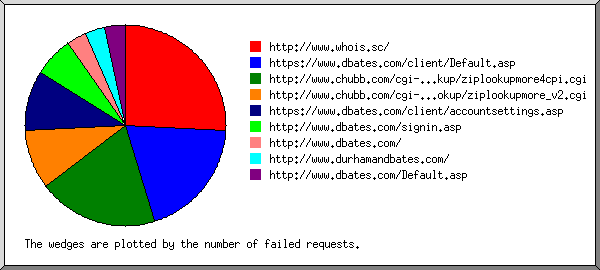 http://www.whois.sc/
https://www.dbates.com/client/Default.asp
http://www.chubb.com/cgi-...kup/ziplookupmore4cpi.cgi
http://www.chubb.com/cgi-...okup/ziplookupmore_v2.cgi
https://www.dbates.com/client/accountsettings.asp
http://www.dbates.com/signin.asp
http://www.dbates.com/
http://www.durhamandbates.com/
http://www.dbates.com/Default.asp
The wedges are plotted by the number of failed requests.